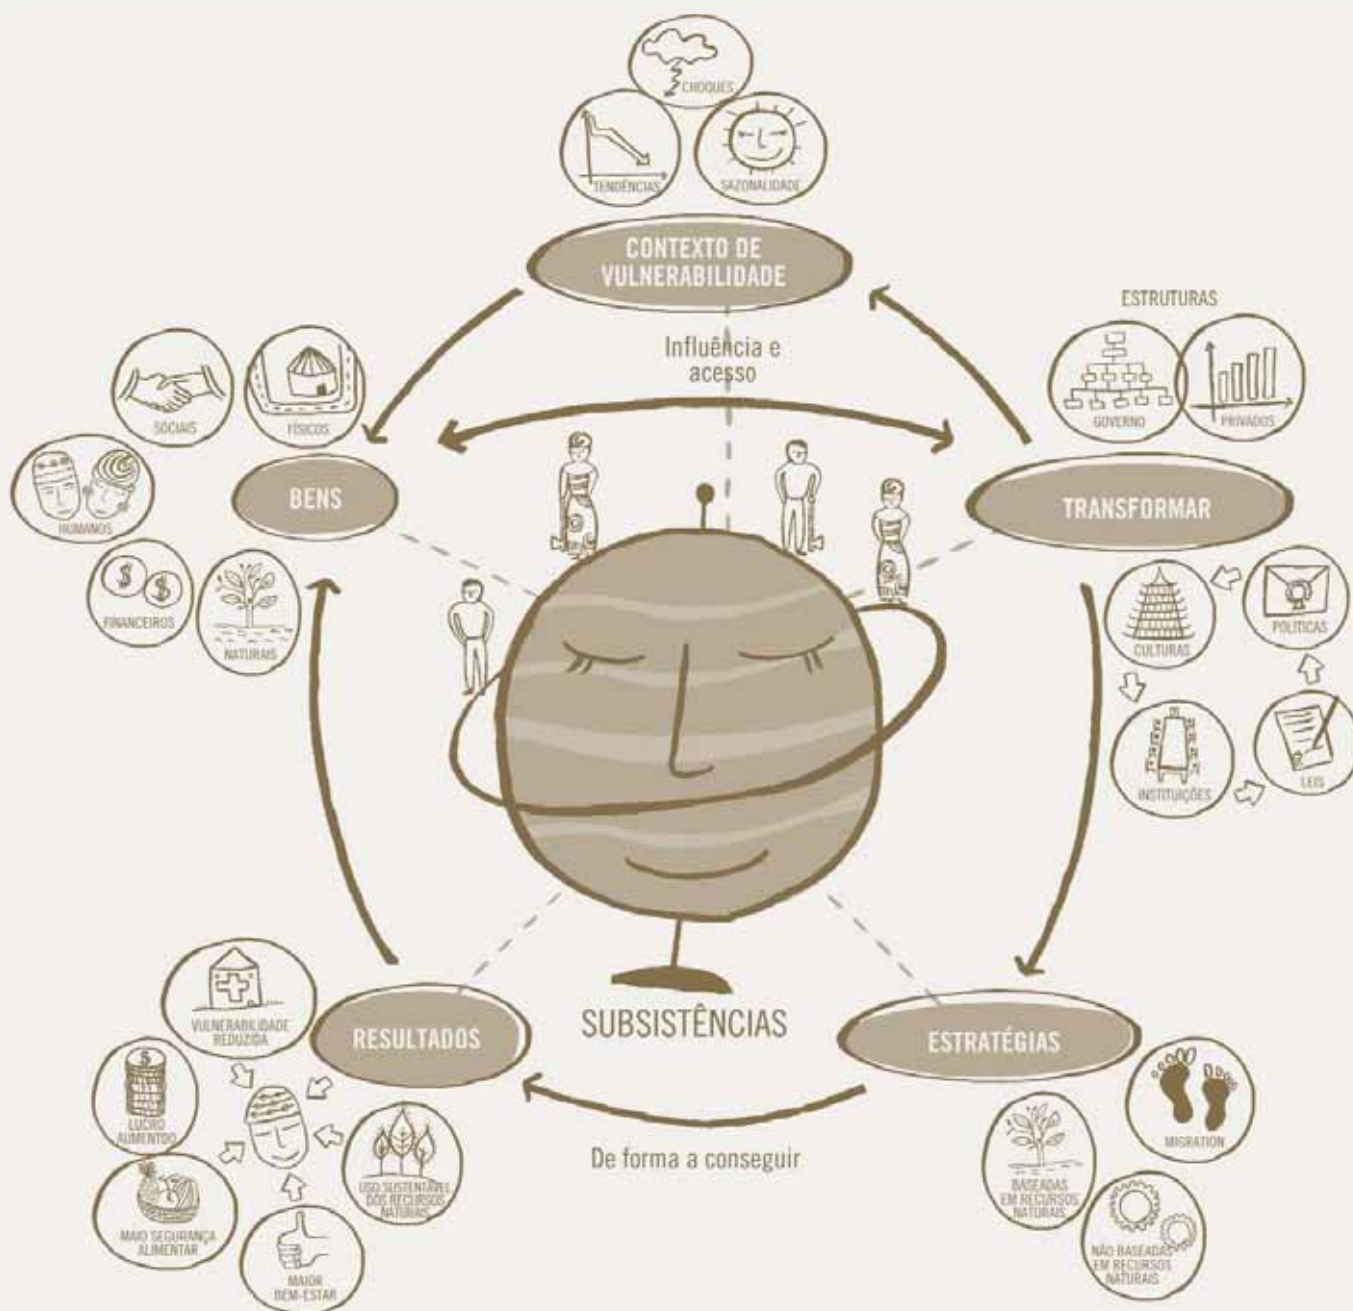 CHOQUES
TENDÊNCIAS
SAZONALIDADE
CONTEXTO DE
VULNERABILIDADE
Influência e
acesso
ESTRUTURAS
GOVERNO
PRIVADOS
SOCIAIS
FÍSICOS
HUMANOS
BENS
FINANCEIROS
NATURAIS
TRANSFORMAR
CULTURAS
POLÍTICAS
INSTITUIÇÕES
LEIS
SUBSISTÊNCIAS
RESULTADOS
VULNERABILIDADE
REDUZIDA
LUCRO
AUMENTDO
MAIO SEGURANÇA
ALIMENTAR
MAIOR
BEM-ESTAR
USO SUSTENTÁVEL
DOS RECURSOS
NATURAIS
De forma a conseguir
ESTRATÉGIAS
MIGRATION
BASEADAS
EM RECURSOS
NATURAIS
NÃO BASEADAS
EM RECURSOS
NATURAIS